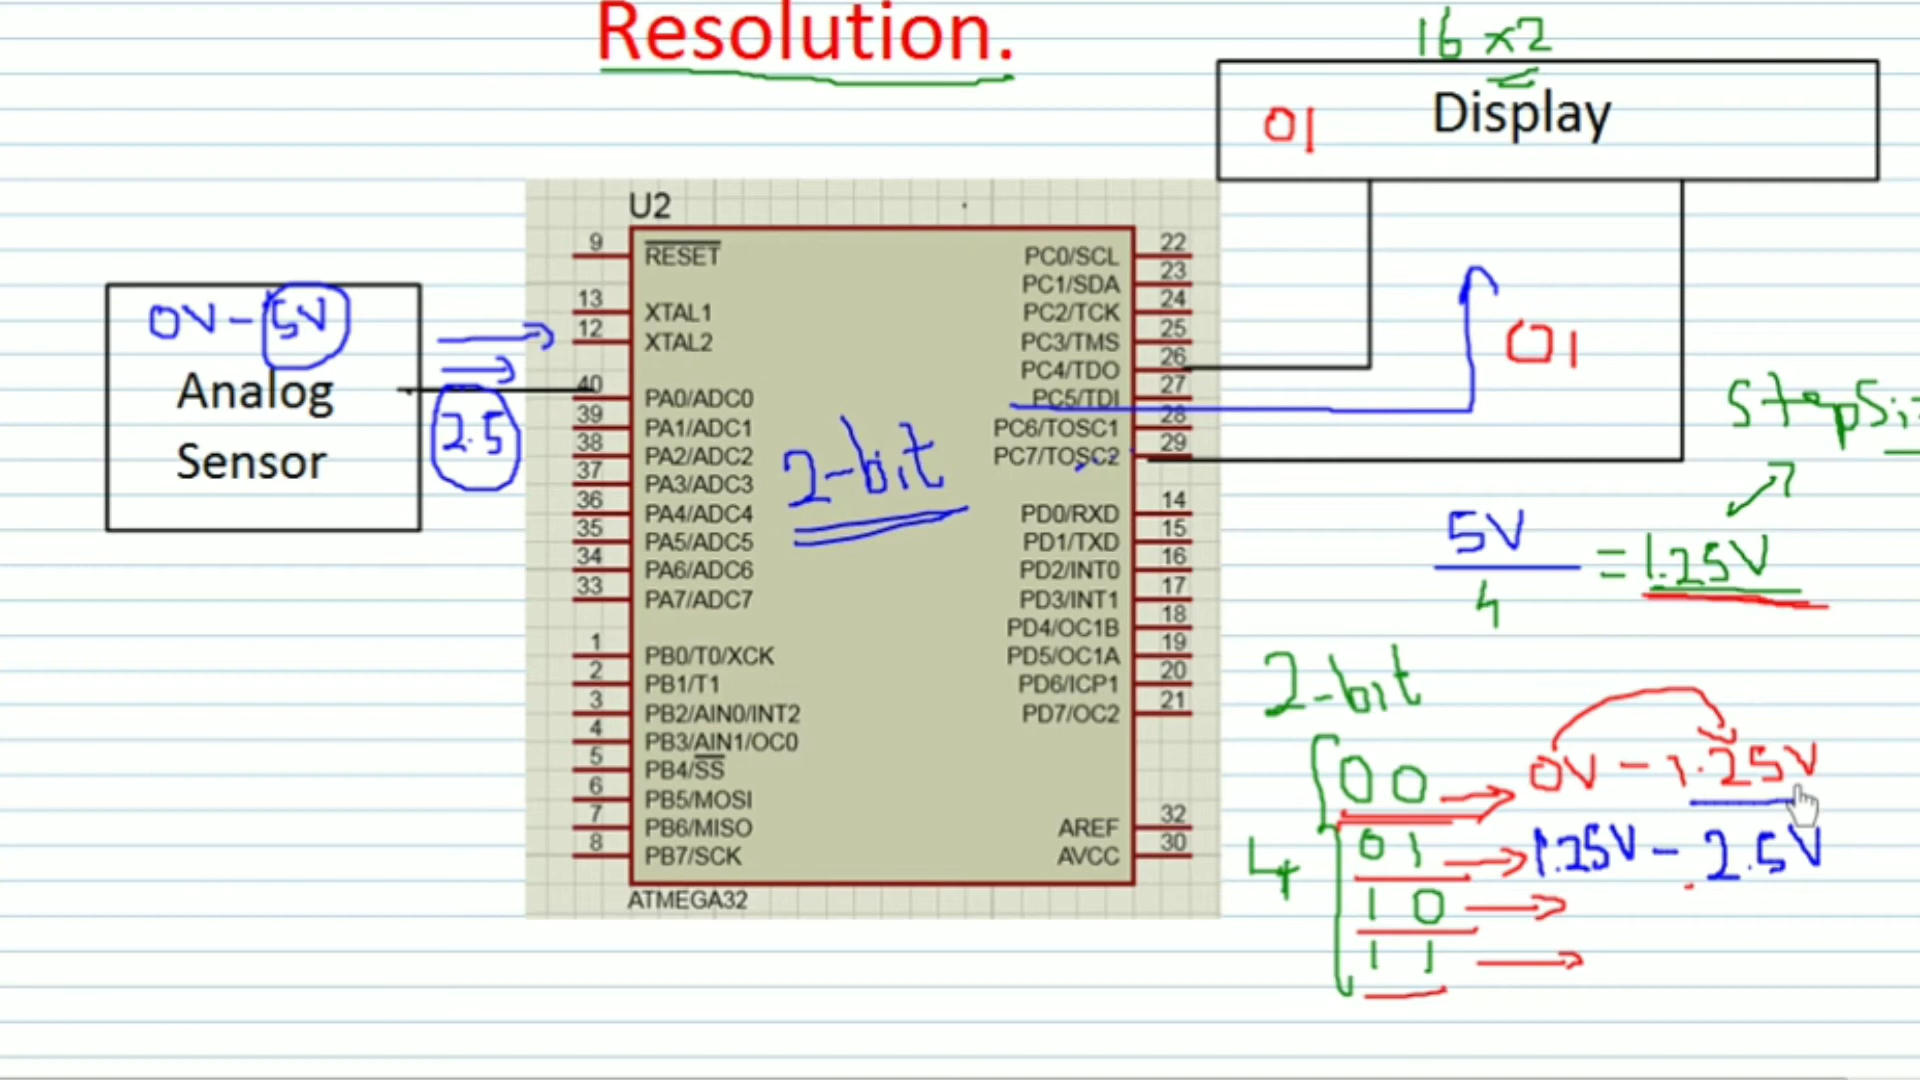 Resolution.
16 x2
Display
01
0V - 5V
Analog
Sensor
2.5
U2
9 RESET
13 XTAL1
12 XTAL2
40 PA0/ADC0
39 PA1/ADC1
38 PA2/ADC2
37 PA3/ADC3
36 PA4/ADC4
35 PA5/ADC5
34 PA6/ADC6
33 PA7/ADC7
1 PB0/T0/XCK
2 PB1/T1
3 PB2/AIN0/INT2
4 PB3/AIN1/OC0
5 PB4/SS
6 PB5/MOSI
7 PB6/MISO
8 PB7/SCK
2-bit
PC0/SCL 22
PC1/SDA 23
PC2/TCK 24
PC3/TMS 25
PC4/TDO 26
PC5/TDI 27
PC6/TOSC1 28
PC7/TOSC2 29
PD0/RXD 14
PD1/TXD 15
PD2/INT0 16
PD3/INT1 17
PD4/OC1B 18
PD5/OC1A 19
PD6/ICP1 20
PD7/OC2 21
AREF 32
AVCC 30
ATMEGA32
01
5V
4
= 1.25V
2-bit
4
00 0V - 1.25V
01 1.25V - 2.5V
10
11